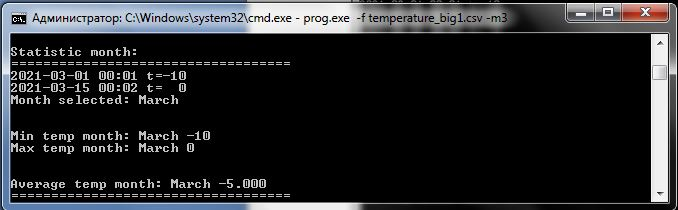 Администратор: C:\Windows\system32\cmd.exe - prog.exe -f temperature_big1.csv -m3
Statistic month:
===================================
2021-03-01 00:01 t=-10
2021-03-15 00:02 t=  0
Month selected: March
Min temp month: March -10
Max temp month: March 0
Average temp month: March -5.000
===================================